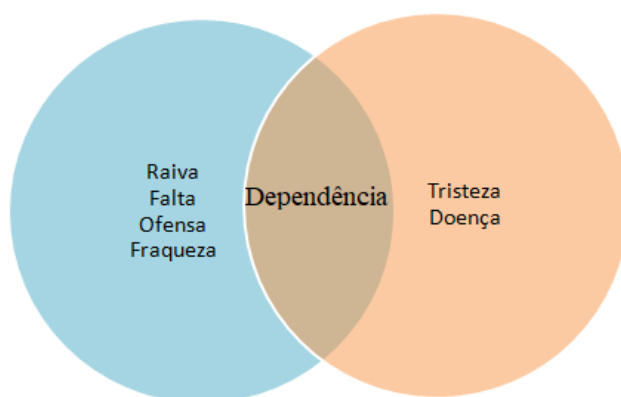 Raiva
Falta
Ofensa
Fraqueza
Dependência
Tristeza
Doença